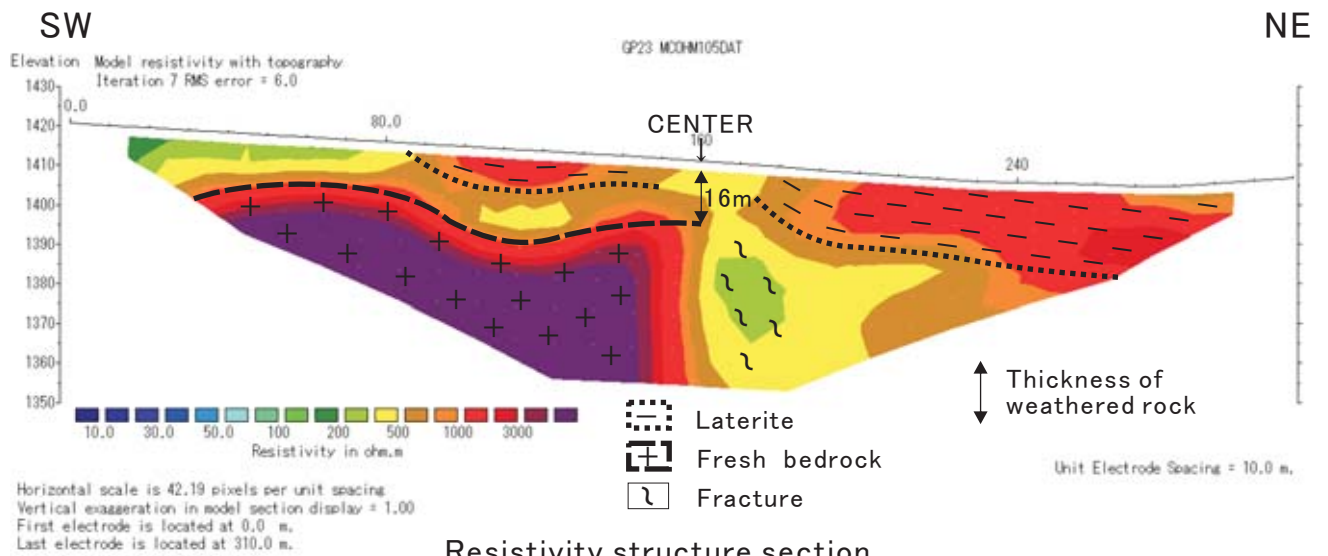 SW
NE
GP23 MCOHM105DAT
Elevation Model resistivity with topography
Iteration 7 RMS error = 6.0
1430
0.0
1420
80.0
CENTER
160
1410
240
1400
16m
1390
1380
1370
1360
1350
Thickness of
weathered rock
10.0 30.0 50.0 100 200 500 1000 3000
Resistivity in ohm.m
Laterite
Fresh bedrock
Fracture
Unit Electrode Spacing = 10.0 m.
Horizontal scale is 42.19 pixels per unit spacing
Vertical exaggeration in model section display = 1.00
First electrode is located at 0.0 m.
Last electrode is located at 310.0 m.
Resistivity structure section